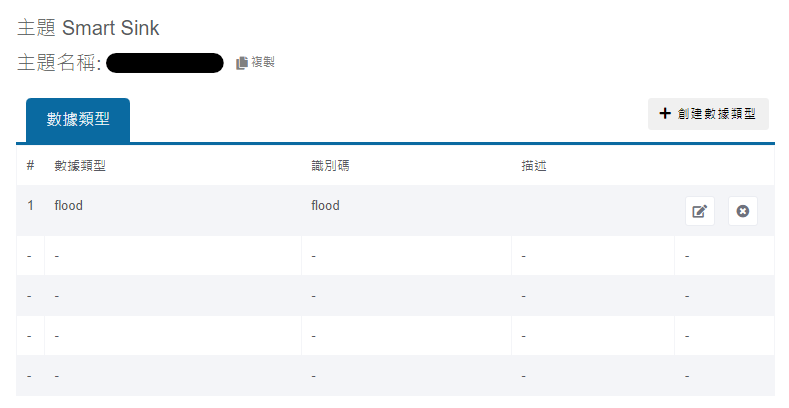 主題 Smart Sink
主題名稱: 複製
數據類型
創建數據類型
# 數據類型 識別碼 描述
1 flood flood
- - - - -
- - - - -
- - - - -
- - - - -